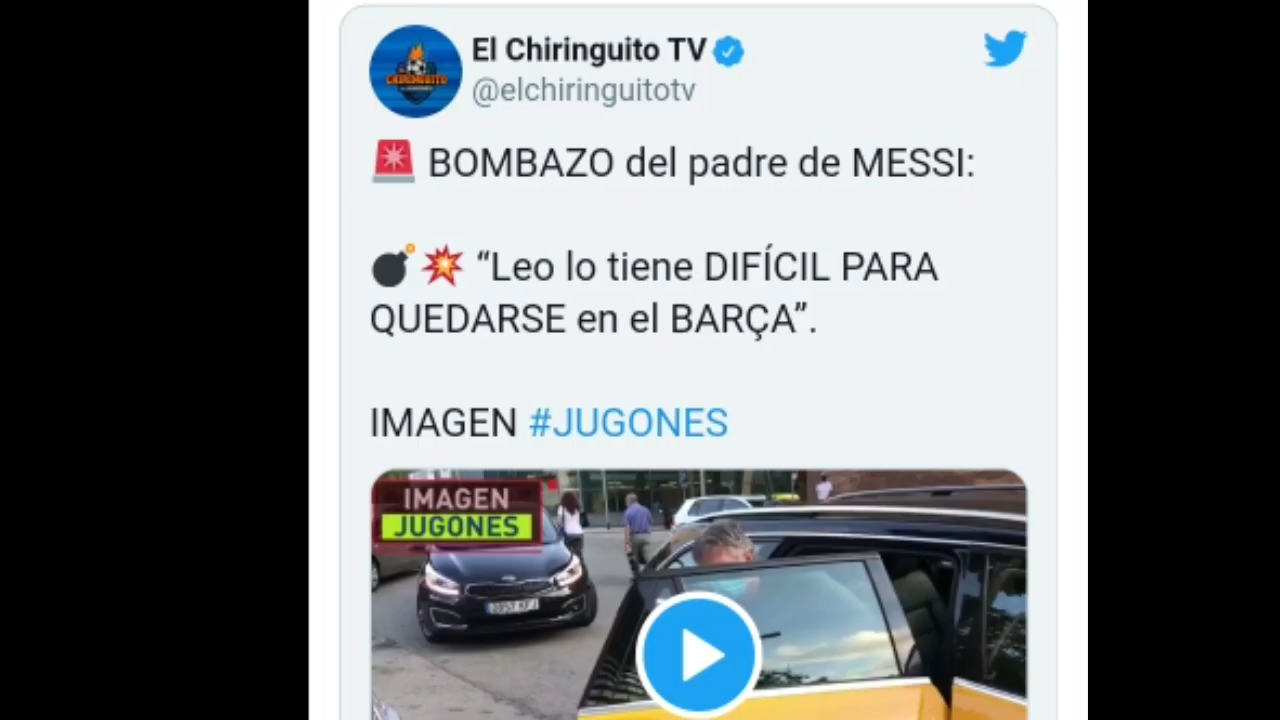 El Chiringuito TV
CHIRINGUITO
@elchiringuitotv
🚨 BOMBAZO del padre de MESSI:
💣💥 “Leo lo tiene DIFÍCIL PARA
QUEDARSE en el BARÇA”.
IMAGEN #JUGONES
IMAGEN
JUGONES